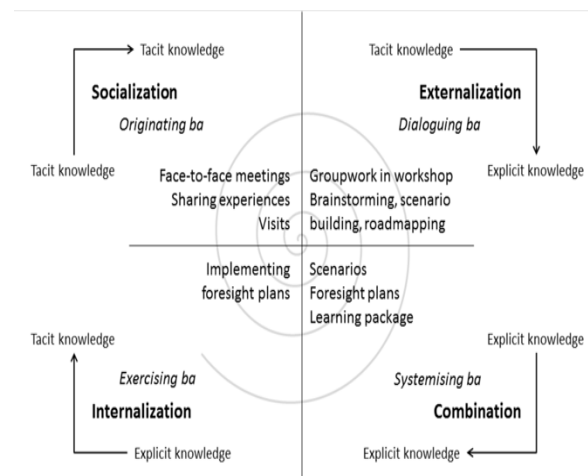 Tacit knowledge
Socialization
Originating ba
Tacit knowledge
Face-to-face meetings
Sharing experiences
Visits
Tacit knowledge
Externalization
Dialoguing ba
Explicit knowledge
Groupwork in workshop
Brainstorming, scenario
building, roadmapping
Implementing
foresight plans
Tacit knowledge
Exercising ba
Internalization
Explicit knowledge
Scenarios
Foresight plans
Learning package
Explicit knowledge
Systemising ba
Combination
Explicit knowledge